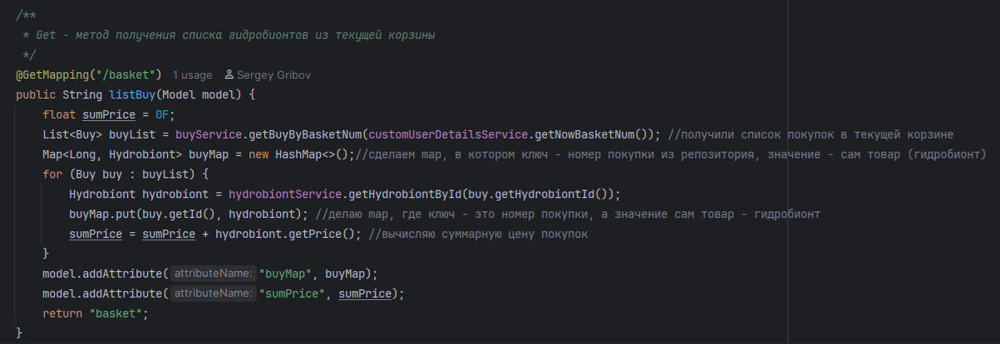 /**
 * Get - метод получения списка гидробионтов из текущей корзины
 */
@GetMapping("/basket") 1 usage Sergey Gribov
public String listBuy(Model model) {
    float sumPrice = 0F;
    List<Buy> buyList = buyService.getBuyByBasketNum(customUserDetailsService.getNowBasketNum()); //получили список покупок в текущей корзине
    Map<Long, Hydrobiont> buyMap = new HashMap<>();//сделаем map, в котором ключ - номер покупки из репозитория, значение - сам товар (гидробионт)
    for (Buy buy : buyList) {
        Hydrobiont hydrobiont = hydrobiontService.getHydrobiontById(buy.getHydrobiontId());
        buyMap.put(buy.getId(), hydrobiont); //делаю map, где ключ - это номер покупки, а значение сам товар - гидробионт
        sumPrice = sumPrice + hydrobiont.getPrice(); //вычисляю суммарную цену покупок
    }
    model.addAttribute( attributeName: "buyMap", buyMap);
    model.addAttribute( attributeName: "sumPrice", sumPrice);
    return "basket";
}